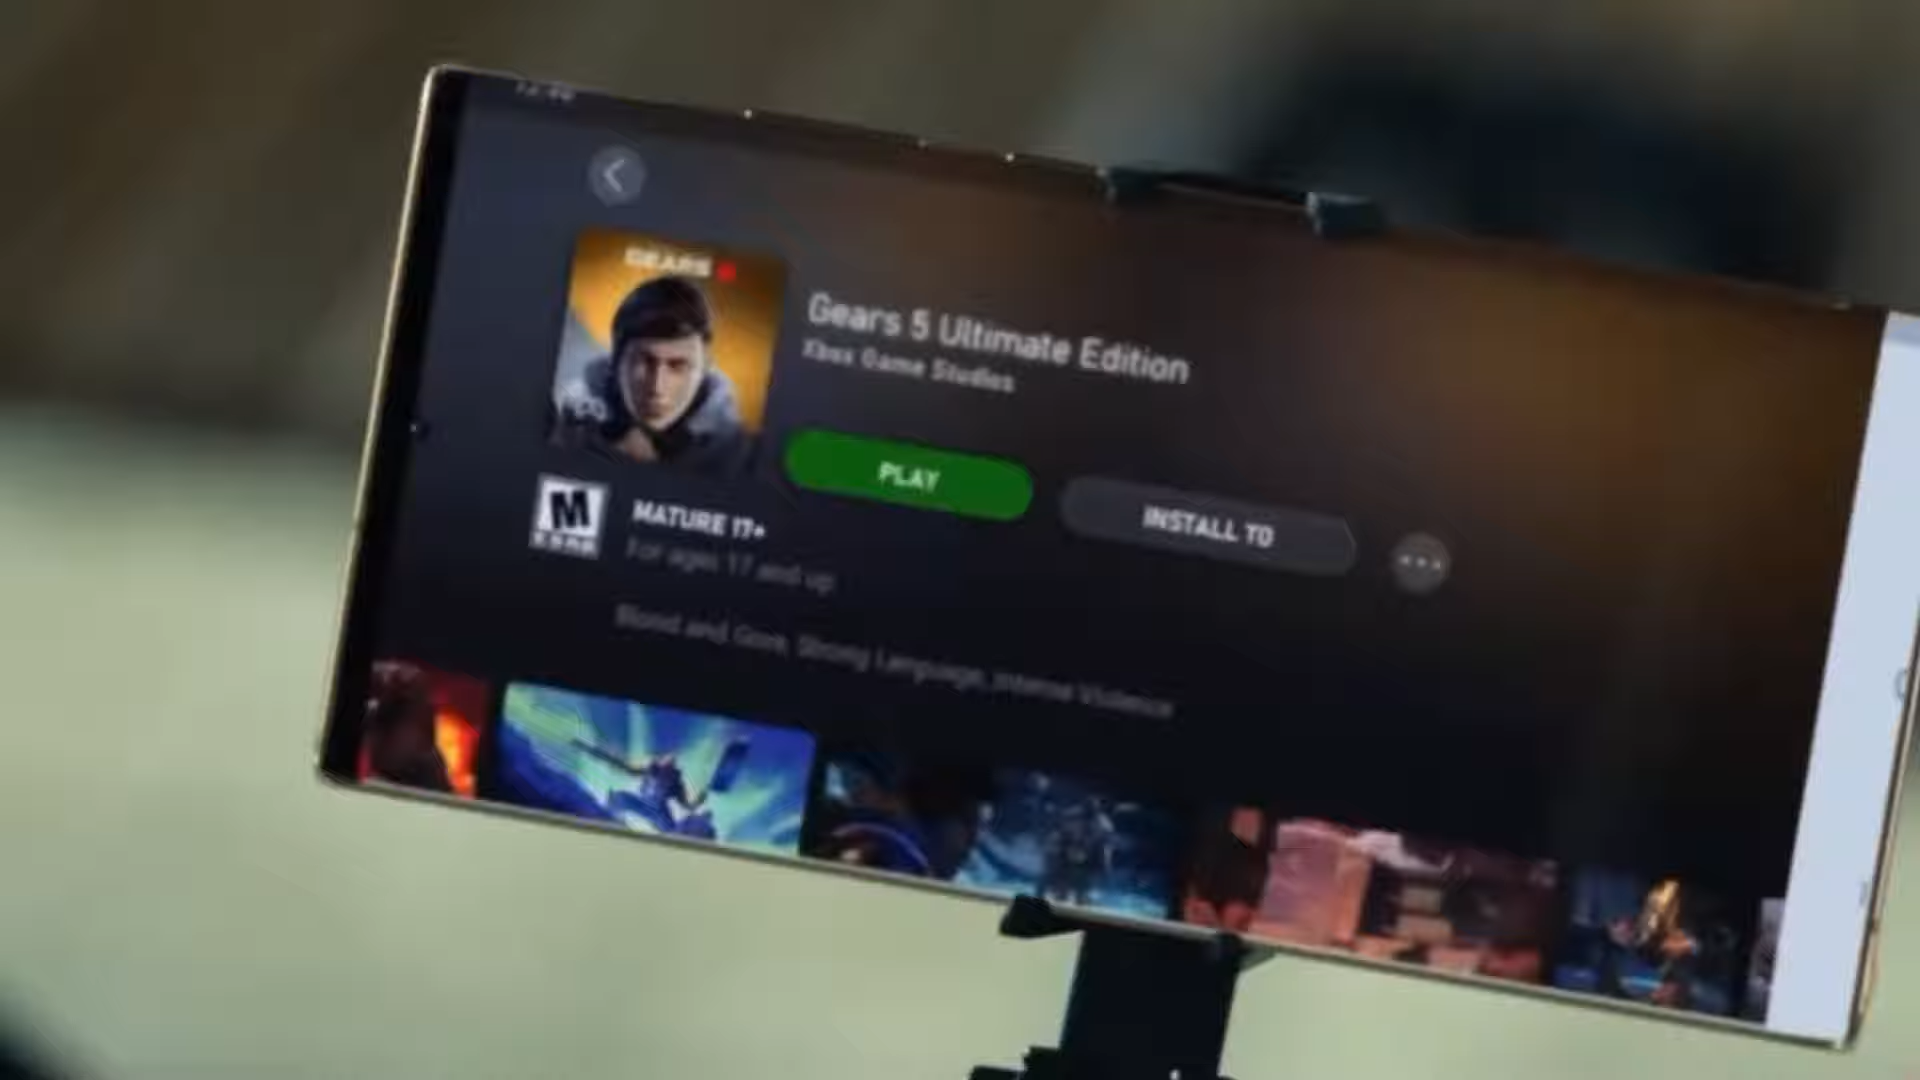 GEARS 5
Gears 5 Ultimate Edition
Xbox Game Studios
PLAY
INSTALL TO
M
ESRB
MATURE 17+
For ages 17 and up
Blood and Gore, Strong Language, Intense Violence